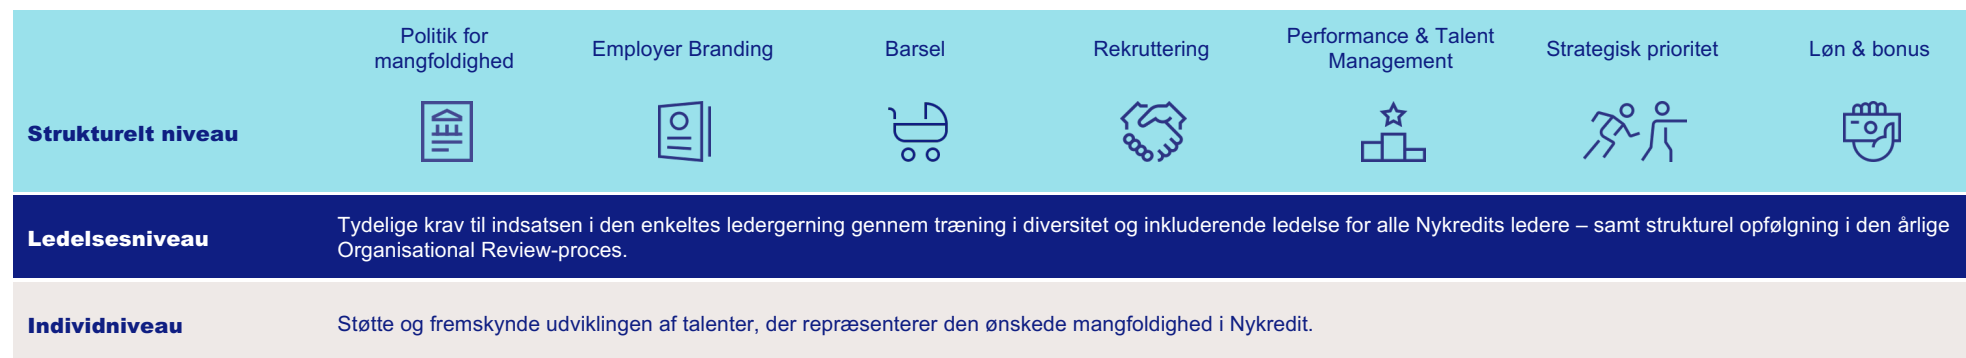 Politik for
mangfoldighed
Employer Branding
Barsel
Rekruttering
Performance & Talent
Management
Strategisk prioritet
Løn & bonus
Strukturelt niveau
Ledelsesniveau
Tydelige krav til indsatsen i den enkeltes ledergerning gennem træning i diversitet og inkluderende ledelse for alle Nykredits ledere – samt strukturel opfølgning i den årlige
Organisational Review-proces.
Individniveau
Støtte og fremskynde udviklingen af talenter, der repræsenterer den ønskede mangfoldighed i Nykredit.